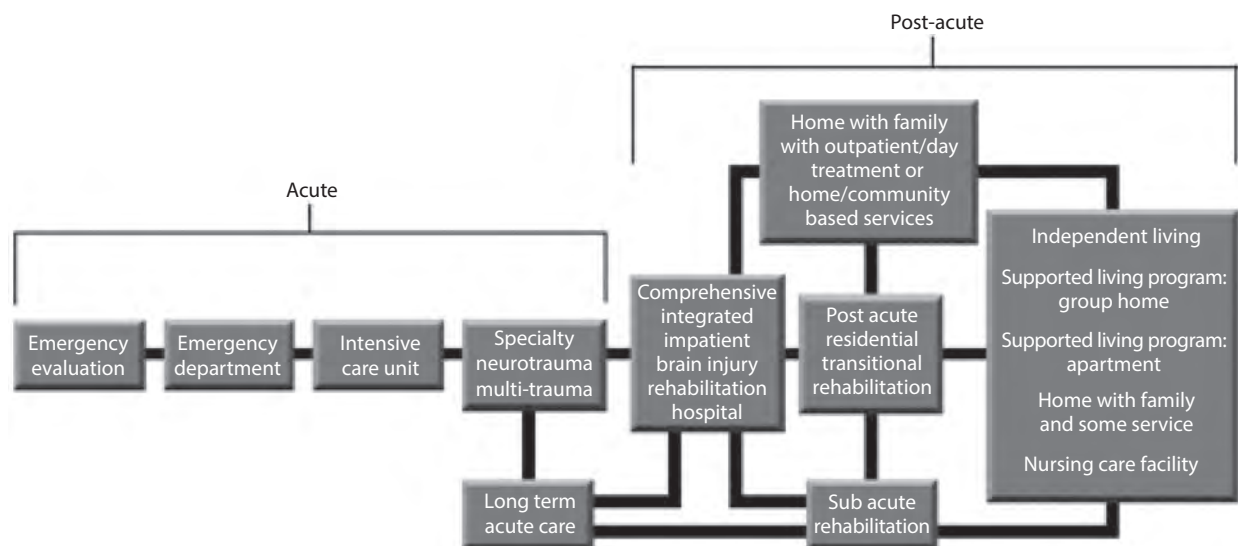 Post-acute
Acute
Emergency
evaluation
Emergency
department
Intensive
care unit
Specialty
neurotrauma
multi-trauma
Long term
acute care
Comprehensive
integrated
impatient
brain injury
rehabilitation
hospital
Home with family
with outpatient/day
treatment or
home/community
based services
Post acute
residential
transitional
rehabilitation
Sub acute
rehabilitation
Independent living
Supported living program:
group home
Supported living program:
apartment
Home with family
and some service
Nursing care facility